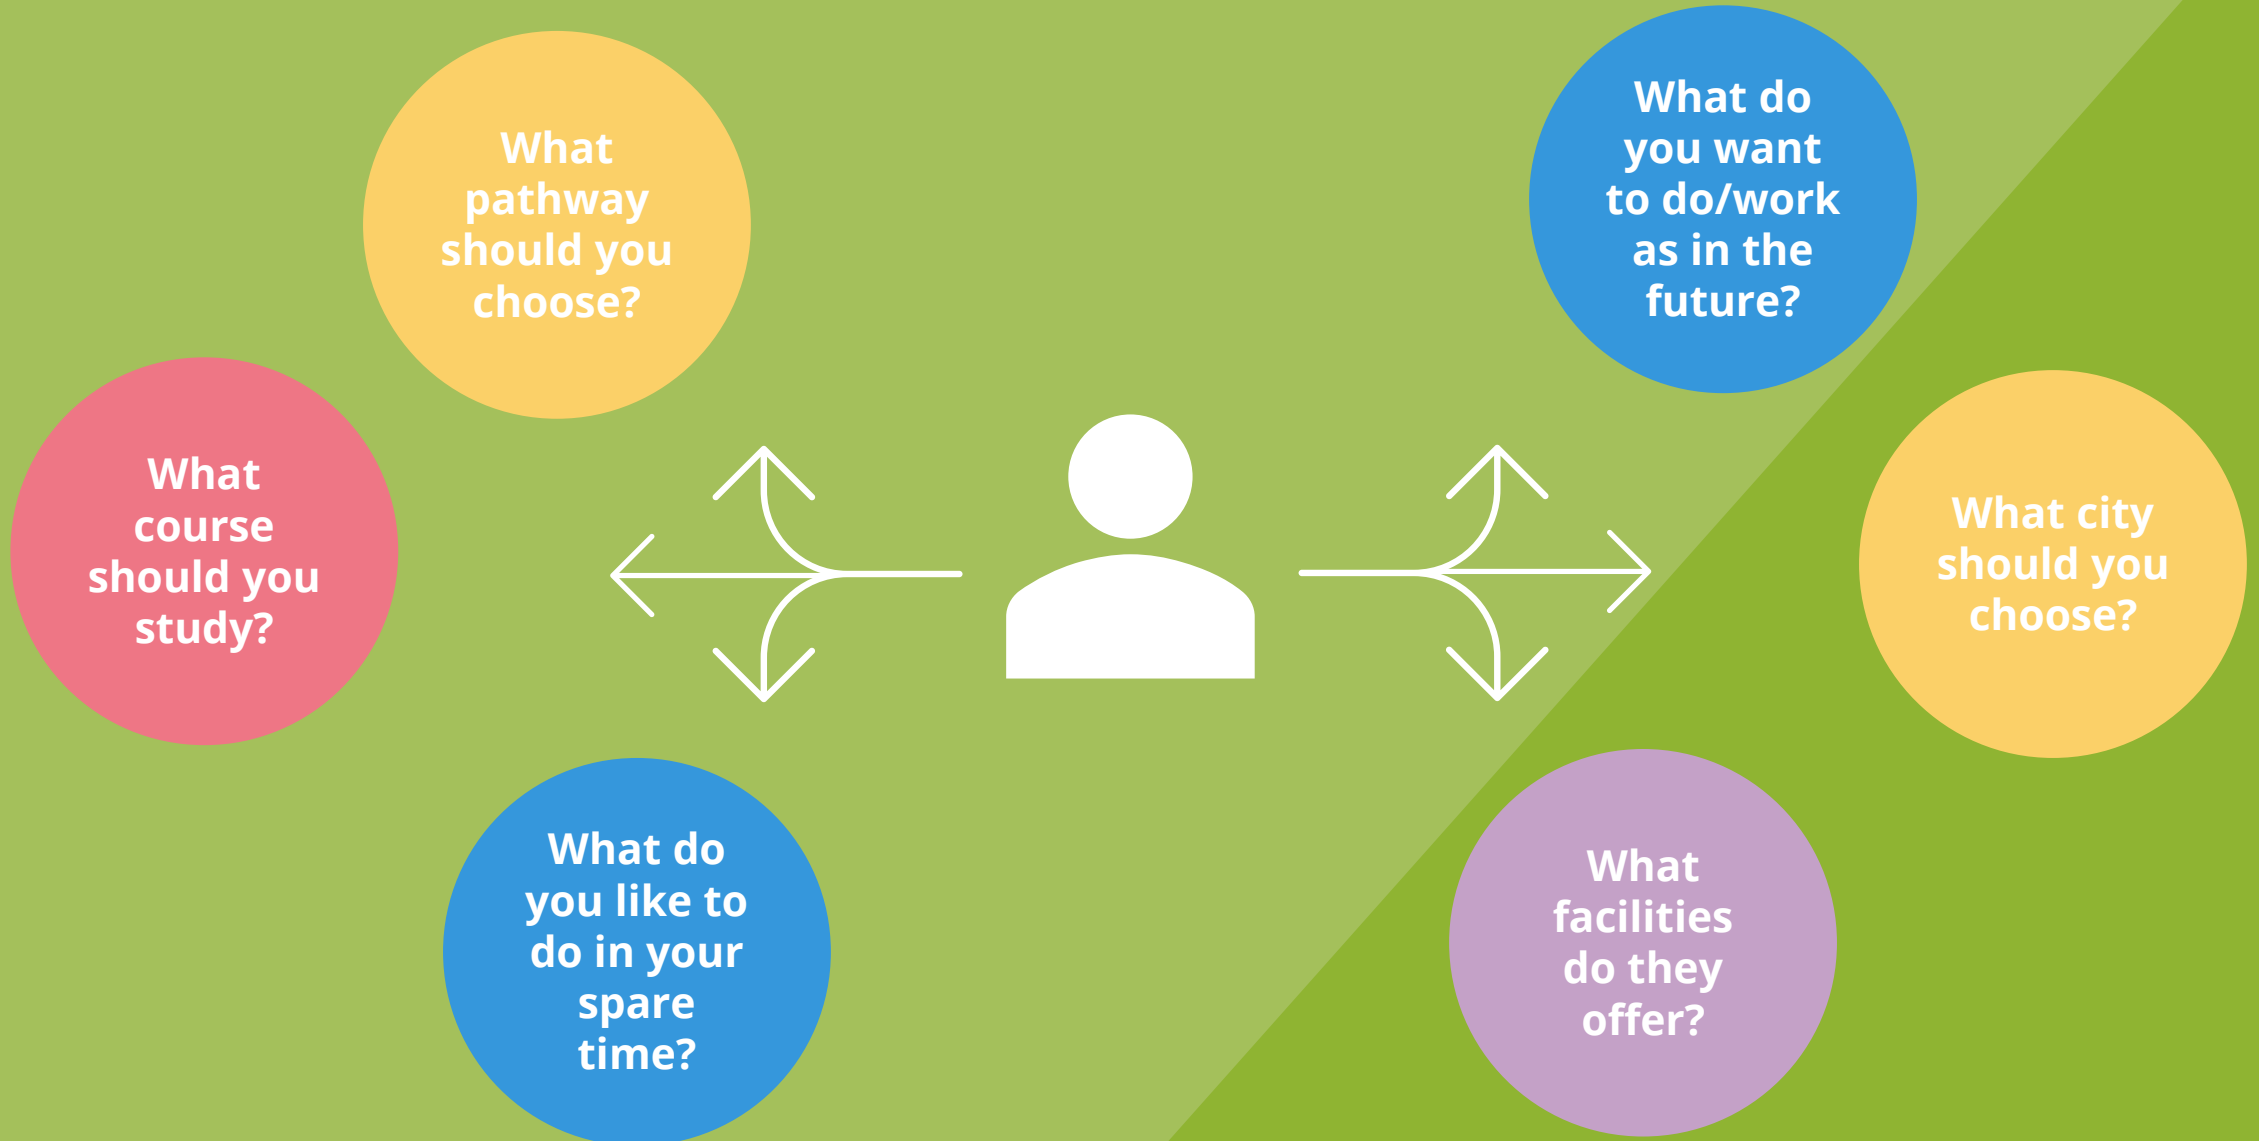 What
pathway
should you
choose?
What do
you want
to do/work
as in the
future?
What
course
should you
study?
What city
should you
choose?
What do
you like to
do in your
spare
time?
What
facilities
do they
offer?